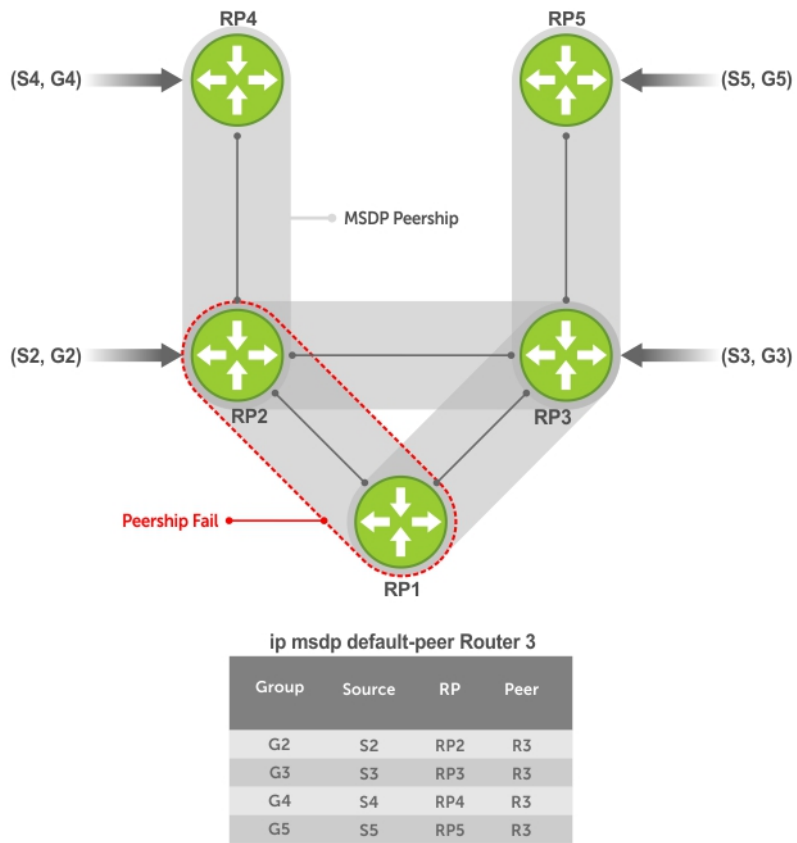 RP4
RP5
(S4, G4)
(S5, G5)
MSDP Peership
(S2, G2)
(S3, G3)
RP2
RP3
Peership Fail
RP1
ip msdp default-peer Router 3
Group Source RP Peer
G2 S2 RP2 R3
G3 S3 RP3 R3
G4 S4 RP4 R3
G5 S5 RP5 R3